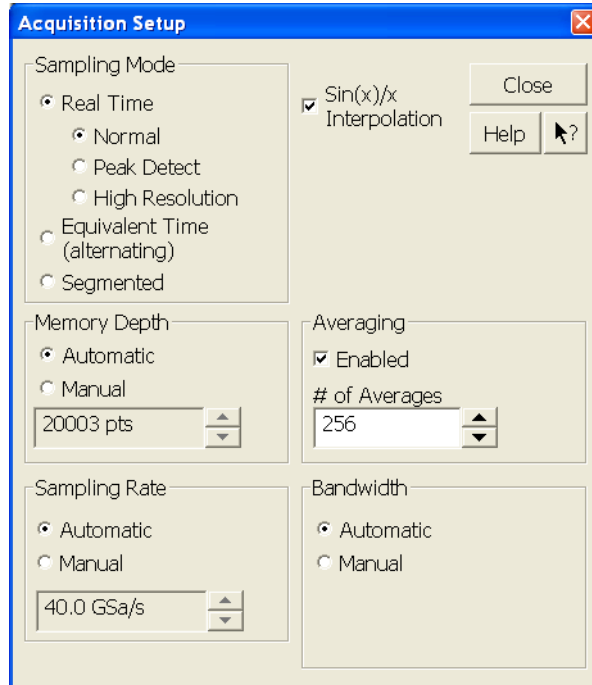 Acquisition Setup
Sampling Mode
Real Time
Normal
Peak Detect
High Resolution
Equivalent Time
(alternating)
Segmented
Sin(x)/x
Interpolation
Close
Help
?
Memory Depth
Automatic
Manual
20003 pts
Averaging
Enabled
# of Averages
256
Sampling Rate
Automatic
Manual
40.0 GSa/s
Bandwidth
Automatic
Manual